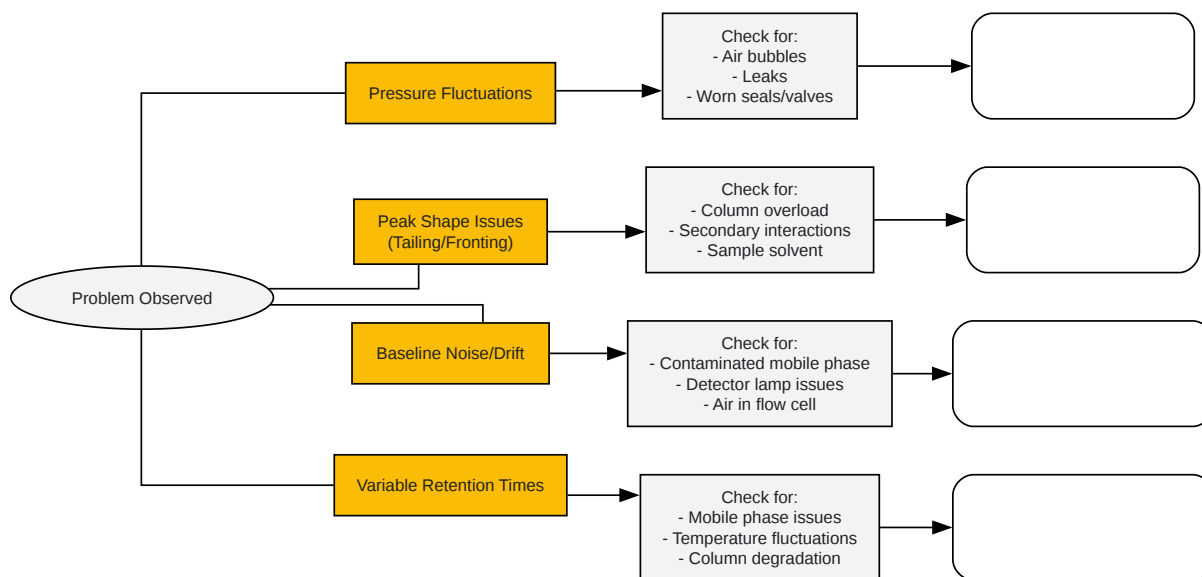 Problem Observed
Pressure Fluctuations
Check for:
- Air bubbles
- Leaks
- Worn seals/valves
Peak Shape Issues
(Tailing/Fronting)
Check for:
- Column overload
- Secondary interactions
- Sample solvent
Baseline Noise/Drift
Check for:
- Contaminated mobile phase
- Detector lamp issues
- Air in flow cell
Variable Retention Times
Check for:
- Mobile phase issues
- Temperature fluctuations
- Column degradation